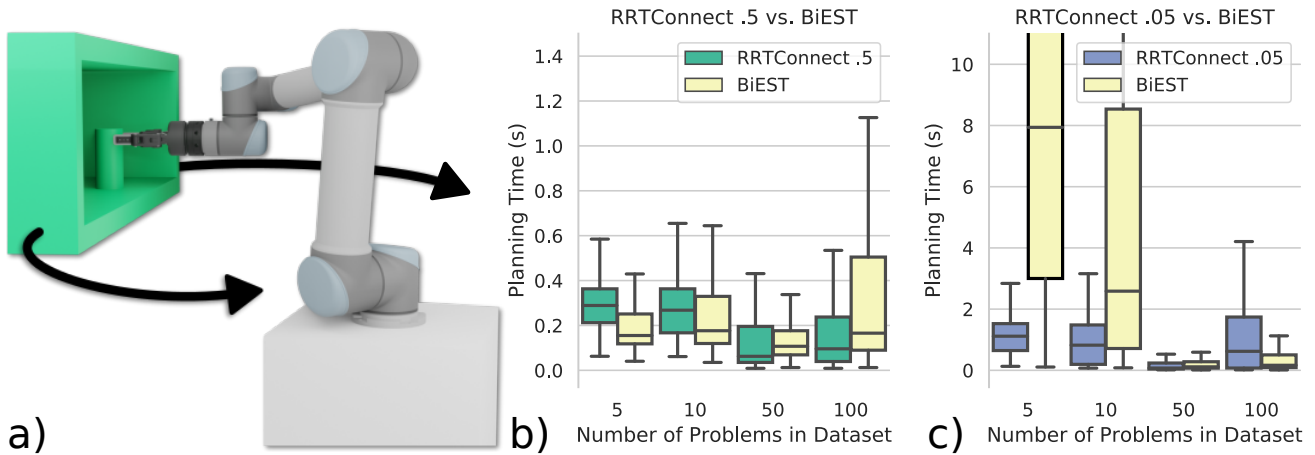 a)
RRTConnect .5 vs. BiEST
RRTConnect .5
BiEST
Planning Time (s)
1.4
1.2
1.0
0.8
0.6
0.4
0.2
0.0
5 10 50 100
Number of Problems in Dataset
b)
RRTConnect .05 vs. BiEST
RRTConnect .05
BiEST
Planning Time (s)
10
8
6
4
2
0
5 10 50 100
Number of Problems in Dataset
c)